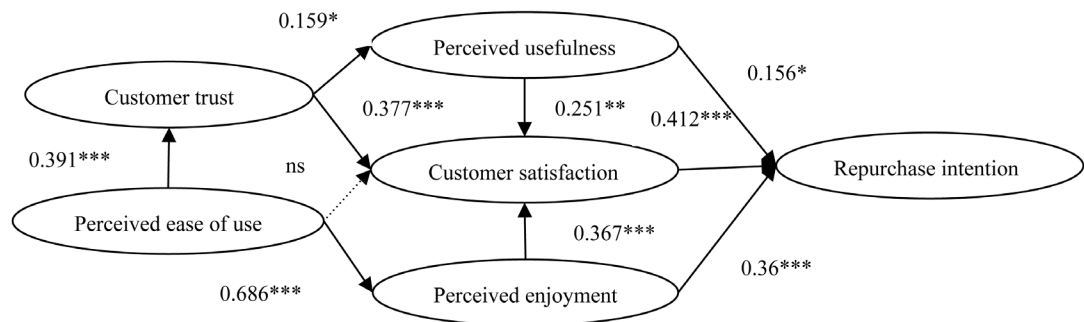 0.159*
Perceived usefulness
0.156*
Customer trust
0.377***
0.251**
0.412***
0.391***
ns
Customer satisfaction
Repurchase intention
Perceived ease of use
0.367***
0.686***
Perceived enjoyment
0.36***